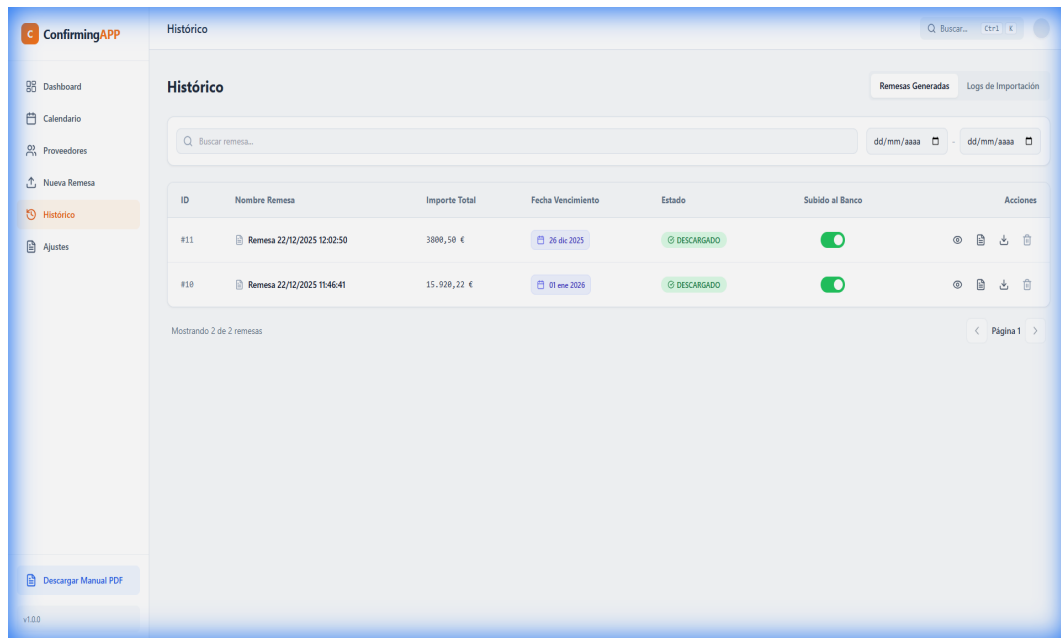 C ConfirmingAPP
Dashboard
Calendario
Proveedores
Nueva Remesa
Histórico
Ajustes
Descargar Manual PDF
v1.0.0
Histórico
Buscar... Ctrl K
Histórico
Remesas Generadas Logs de Importación
Buscar remesa... dd/mm/aaaa - dd/mm/aaaa
ID Nombre Remesa Importe Total Fecha Vencimiento Estado Subido al Banco Acciones
#11 Remesa 22/12/2025 12:02:50 3800,50 € 26 dic 2025 DESCARGADO
#10 Remesa 22/12/2025 11:46:41 15.920,22 € 01 ene 2026 DESCARGADO
Mostrando 2 de 2 remesas Página 1